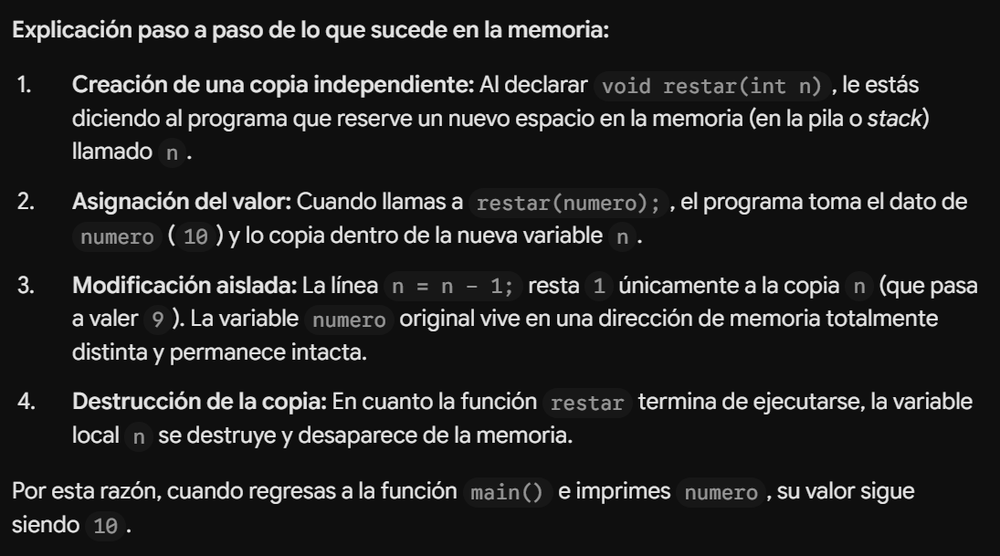 Explicación paso a paso de lo que sucede en la memoria:
1. Creación de una copia independiente: Al declarar void restar(int n) , le estás
diciendo al programa que reserve un nuevo espacio en la memoria (en la pila o stack)
llamado n .
2. Asignación del valor: Cuando llamas a restar(numero); , el programa toma el dato de
numero ( 10 ) y lo copia dentro de la nueva variable n .
3. Modificación aislada: La línea n = n - 1; resta 1 únicamente a la copia n (que pasa
a valer 9 ). La variable numero original vive en una dirección de memoria totalmente
distinta y permanece intacta.
4. Destrucción de la copia: En cuanto la función restar termina de ejecutarse, la variable
local n se destruye y desaparece de la memoria.
Por esta razón, cuando regresas a la función main() e imprimes numero , su valor sigue
siendo 10 .